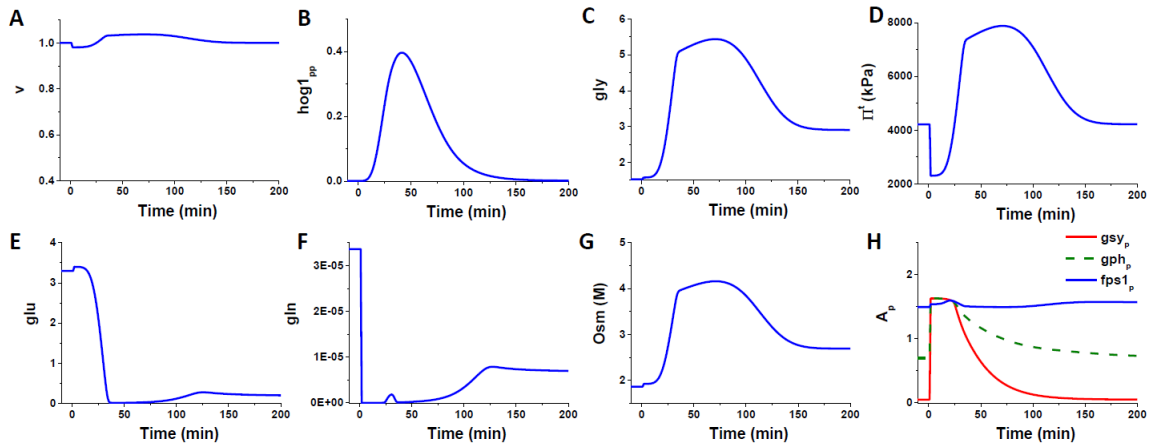 A
1.0
0.8
0.6
0.4
v
0 50 100 150 200
Time (min)
B
0.4
0.2
0.0
hog1pp
0 50 100 150 200
Time (min)
C
6
5
4
3
2
gly
0 50 100 150 200
Time (min)
D
8000
6000
4000
2000
Πt (kPa)
0 50 100 150 200
Time (min)
E
4
3
2
1
0
glu
0 50 100 150 200
Time (min)
F
3E-05
2E-05
1E-05
0E+00
gln
0 50 100 150 200
Time (min)
G
5
4
3
2
Osm (M)
0 50 100 150 200
Time (min)
H
gsyp
gphp
fps1p
2
1
0
Ap
0 50 100 150 200
Time (min)